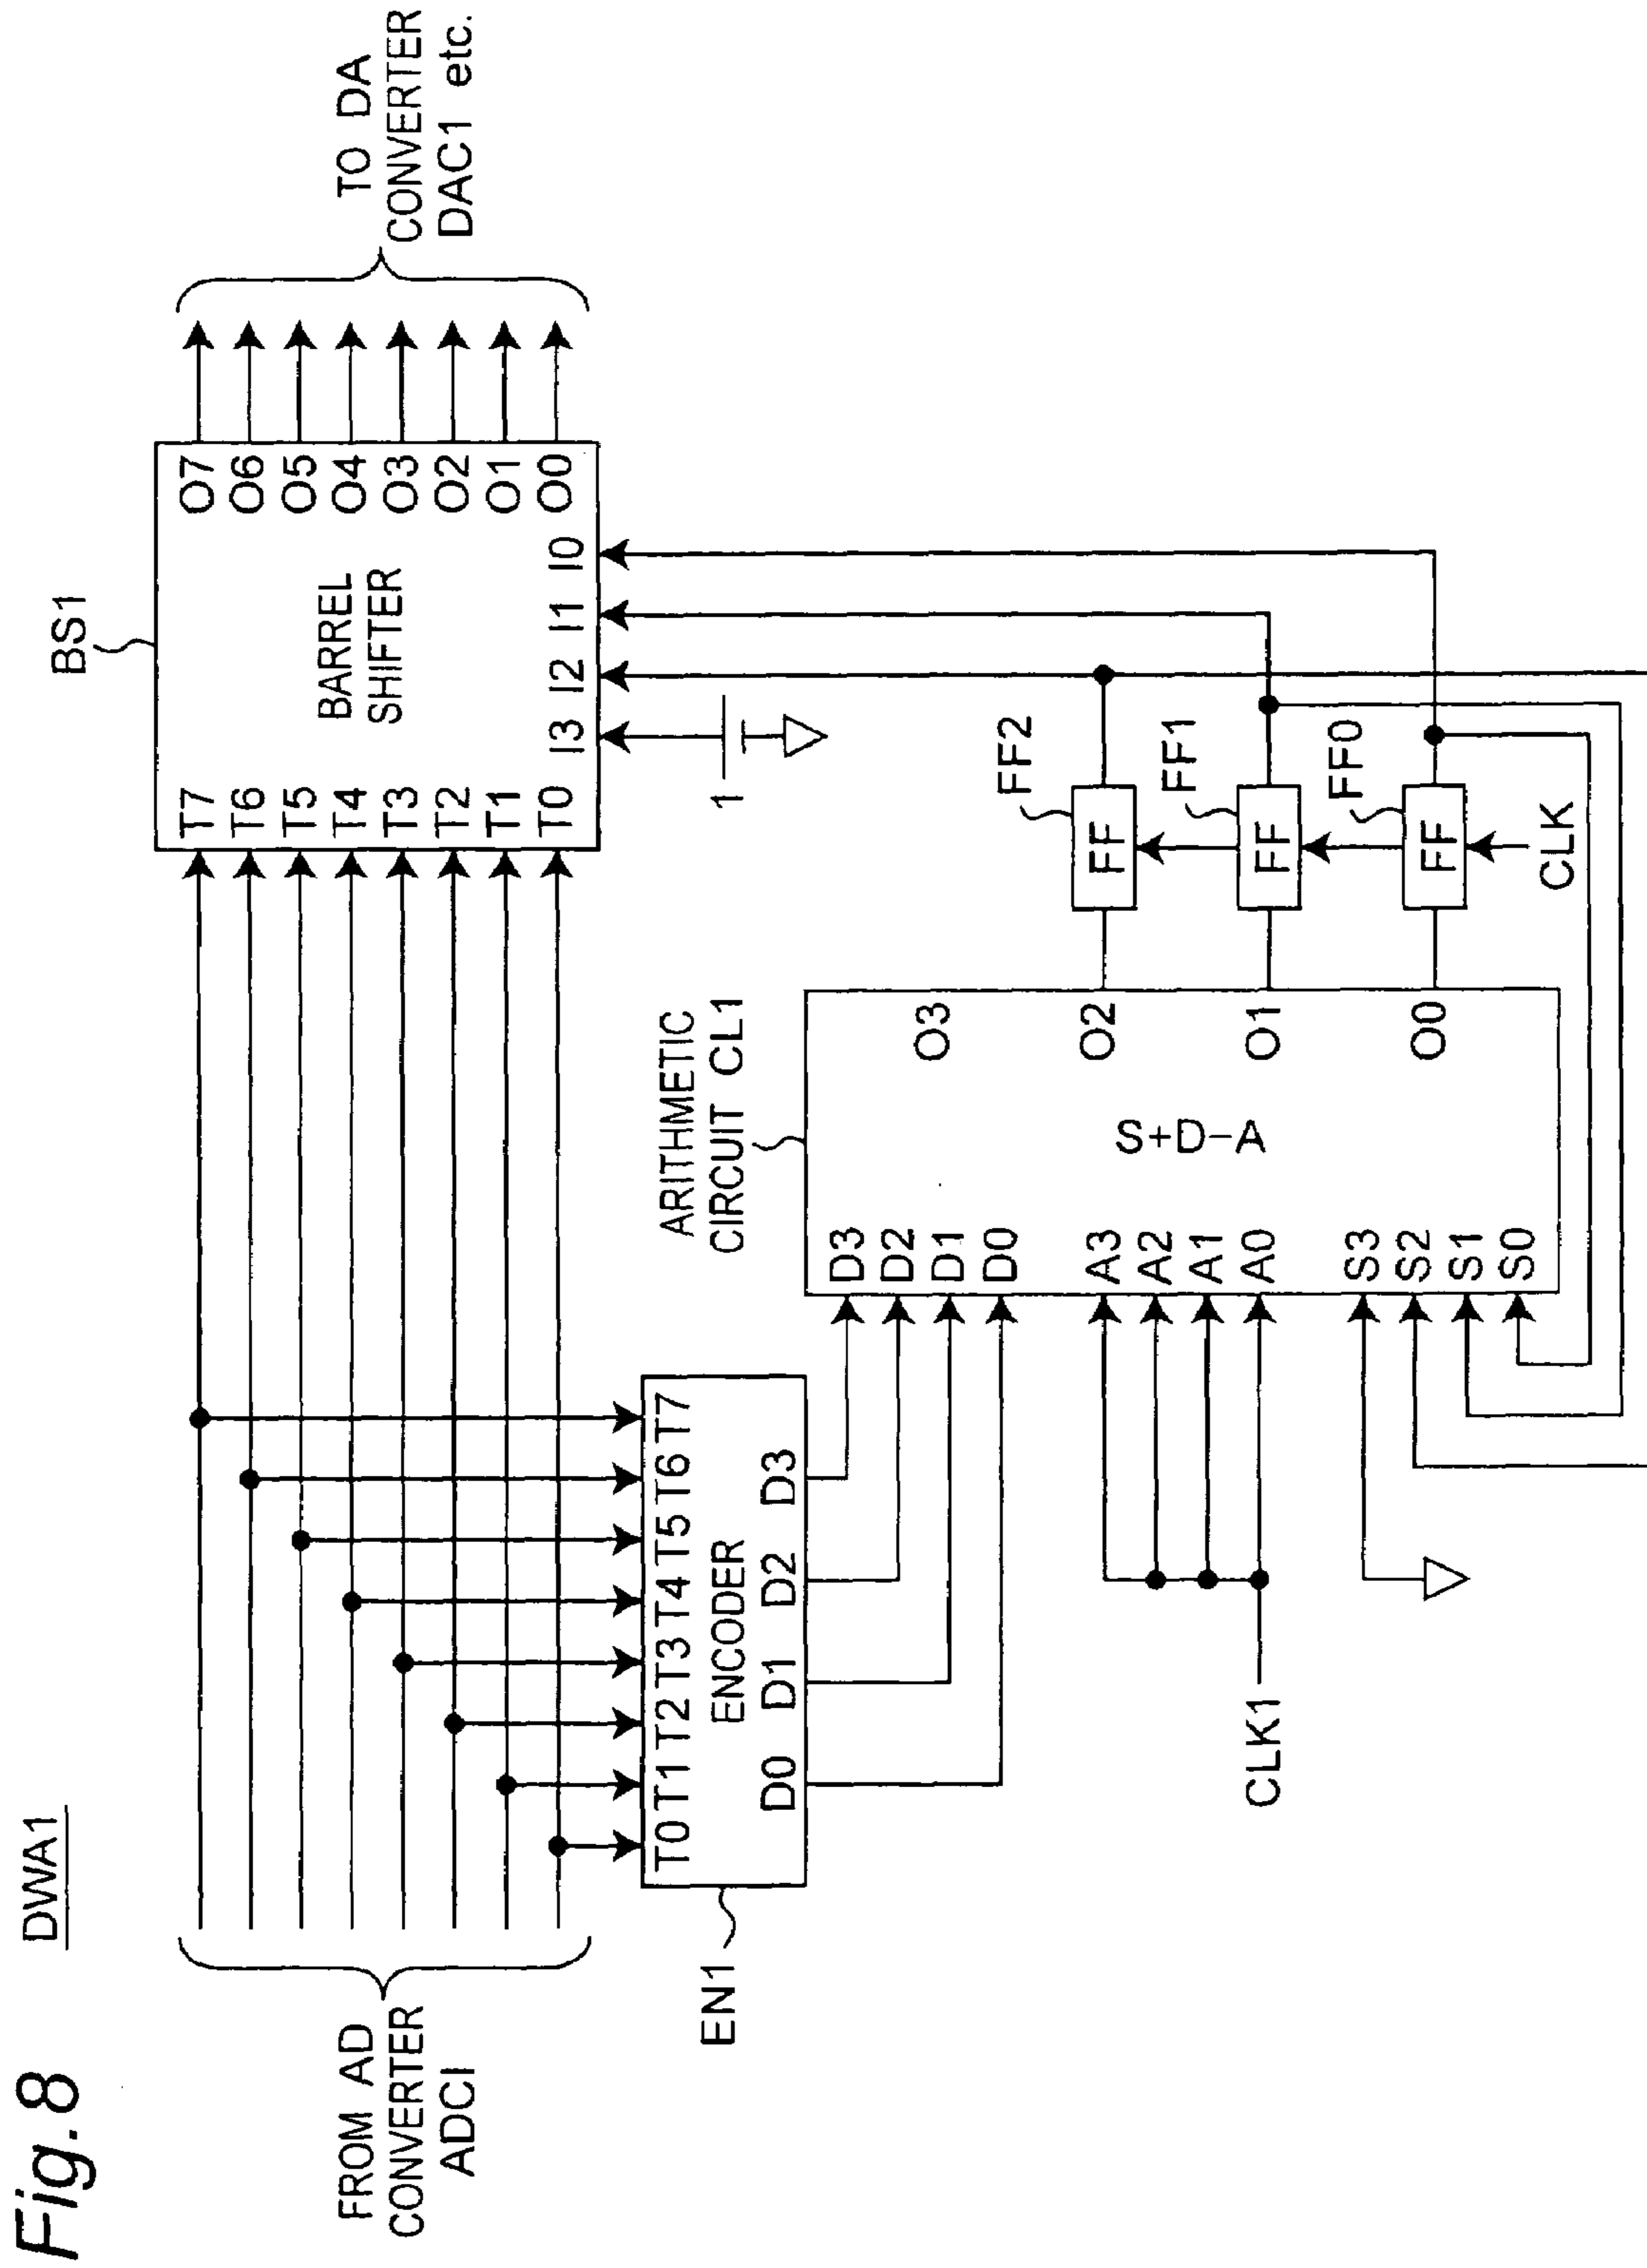 Fig.8
DWA1
FROM AD
CONVERTER
ADCI
BS1
T7
T6
T5
T4
T3
T2
T1
T0
BARREL
SHIFTER
O7
O6
O5
O4
O3
O2
O1
O0
I3
I2
I1
I0
TO DA
CONVERTER
DAC1 etc.
1
EN1
T0 T1 T2 T3 T4 T5 T6 T7
ENCODER
D0 D1 D2 D3
ARITHMETIC
CIRCUIT CL1
D3
D2
D1
D0
A3
A2
A1
A0
S3
S2
S1
S0
S+D-A
O3
O2
O1
O0
FF2
FF
FF1
FF
FF0
FF
CLK
CLK1